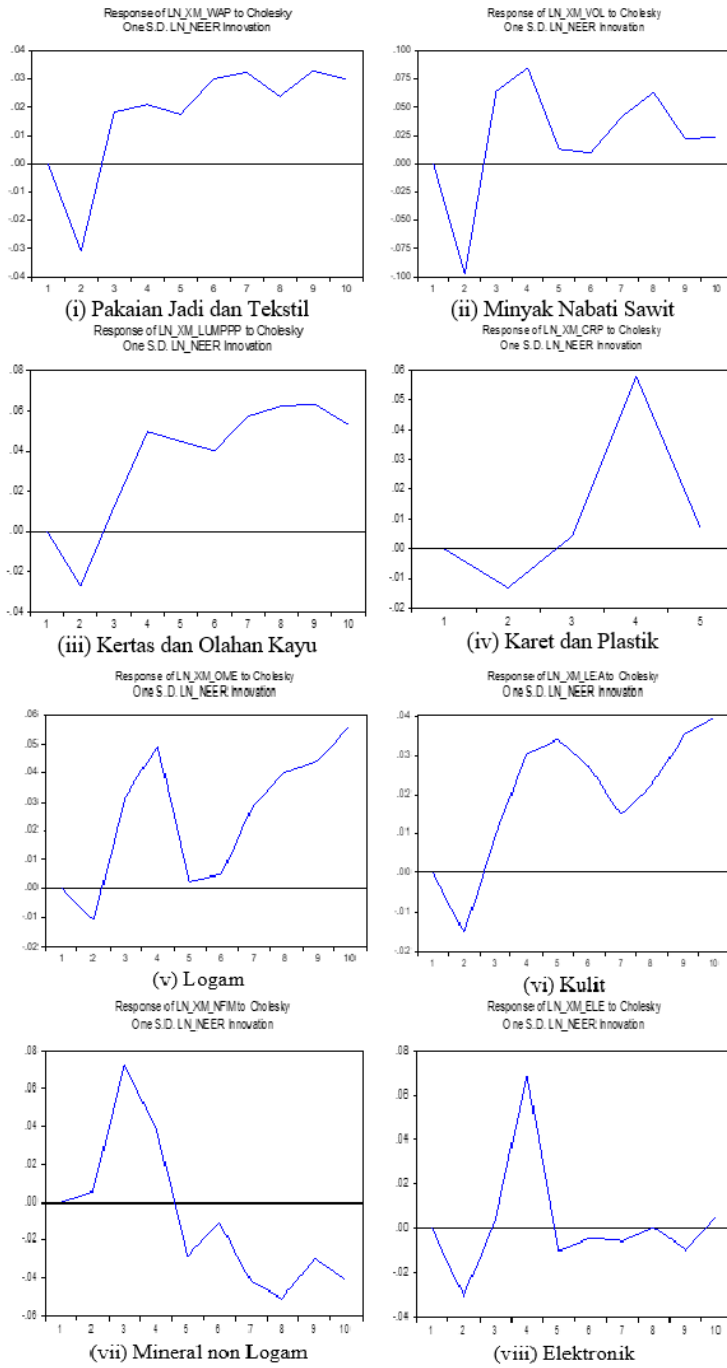 Response of LN_XM_WAP to Cholesky
One S.D. LN_NEER Innovation
.04
.03
.02
.01
.00
-.01
-.02
-.03
-.04
1 2 3 4 5 6 7 8 9 10
(i) Pakaian Jadi dan Tekstil
Response of LN_XM_VOL to Cholesky
One S.D. LN_NEER Innovation
.100
.075
.050
.025
.000
-.025
-.050
-.075
-.100
1 2 3 4 5 6 7 8 9 10
(ii) Minyak Nabati Sawit
Response of LN_XM_LUMPPP to Cholesky
One S.D. LN_NEER Innovation
.08
.06
.04
.02
.00
-.02
-.04
1 2 3 4 5 6 7 8 9 10
(iii) Kertas dan Olahan Kayu
Response of LN_XM_CRP to Cholesky
One S.D. LN_NEER Innovation
.06
.05
.04
.03
.02
.01
.00
-.01
-.02
1 2 3 4 5
(iv) Karet dan Plastik
Response of LN_XM_OME to Cholesky
One S.D. LN_NEER Innovation
.06
.05
.04
.03
.02
.01
.00
-.01
-.02
1 2 3 4 5 6 7 8 9 10
(v) Logam
Response of LN_XM_LEA to Cholesky
One S.D. LN_NEER Innovation
.04
.03
.02
.01
.00
-.01
-.02
1 2 3 4 5 6 7 8 9 10
(vi) Kulit
Response of LN_XM_NFIM to Cholesky
One S.D. LN_NEER Innovation
.08
.06
.04
.02
.00
-.02
-.04
-.06
1 2 3 4 5 6 7 8 9 10
(vii) Mineral non Logam
Response of LN_XM_ELE to Cholesky
One S.D. LN_NEER Innovation
.08
.06
.04
.02
.00
-.02
-.04
1 2 3 4 5 6 7 8 9 10
(viii) Elektronik